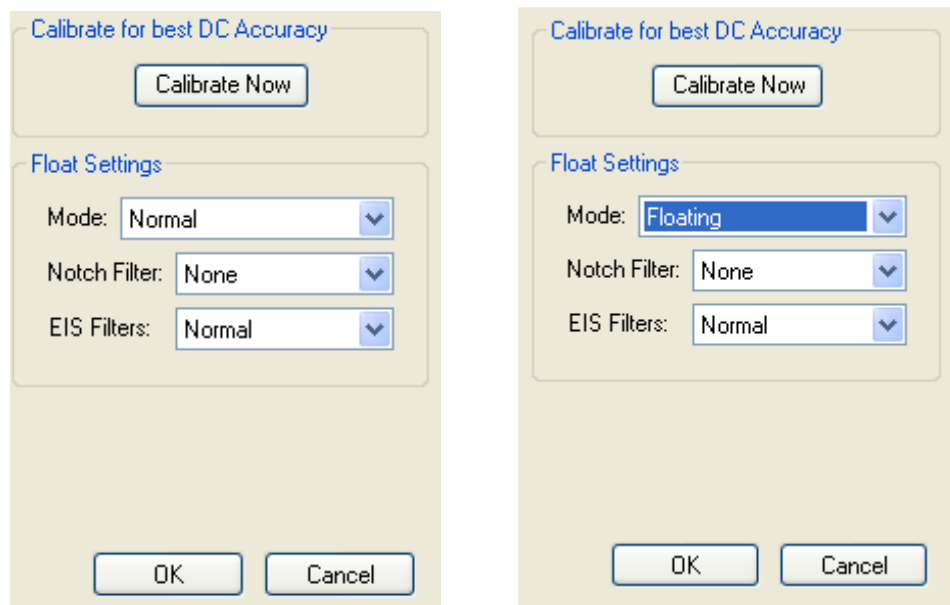 Calibrate for best DC Accuracy
Calibrate Now
Float Settings
Mode: Normal
Notch Filter: None
EIS Filters: Normal
OK Cancel
Calibrate for best DC Accuracy
Calibrate Now
Float Settings
Mode: Floating
Notch Filter: None
EIS Filters: Normal
OK Cancel